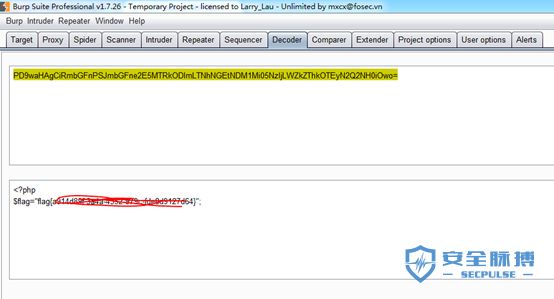 Burp Suite Professional v1.7.26 - Temporary Project - licensed to Larry_Lau - Unlimited by mxcx@fosec.vn
Burp Intruder Repeater Window Help
Target Proxy Spider Scanner Intruder Repeater Sequencer Decoder Comparer Extender Project options User options Alerts
PD9waHAgCiRmbGFnPSJmbGFne2E5MTRkODlmLTNhNGEtNDM1Mi05NzljLWZkZThkOTEyN2Q2NH0iOwo=
<?php
$flag="flag{
安全脉搏
SECPULSE